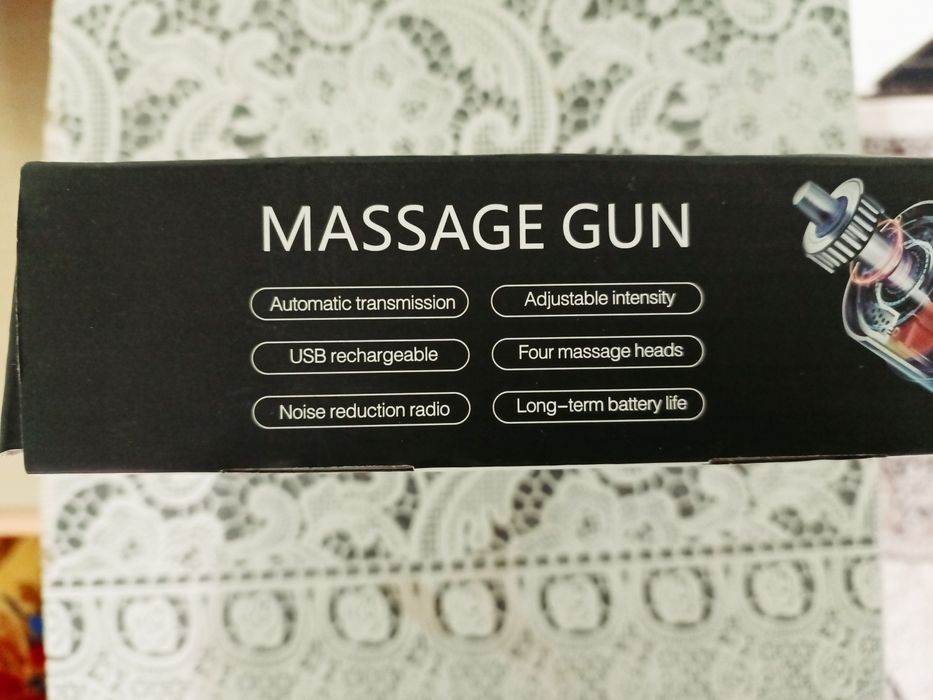 MASSAGE GUN
Automatic transmission
Adjustable intensity
USB rechargeable
Four massage heads
Noise reduction radio
Long-term battery life